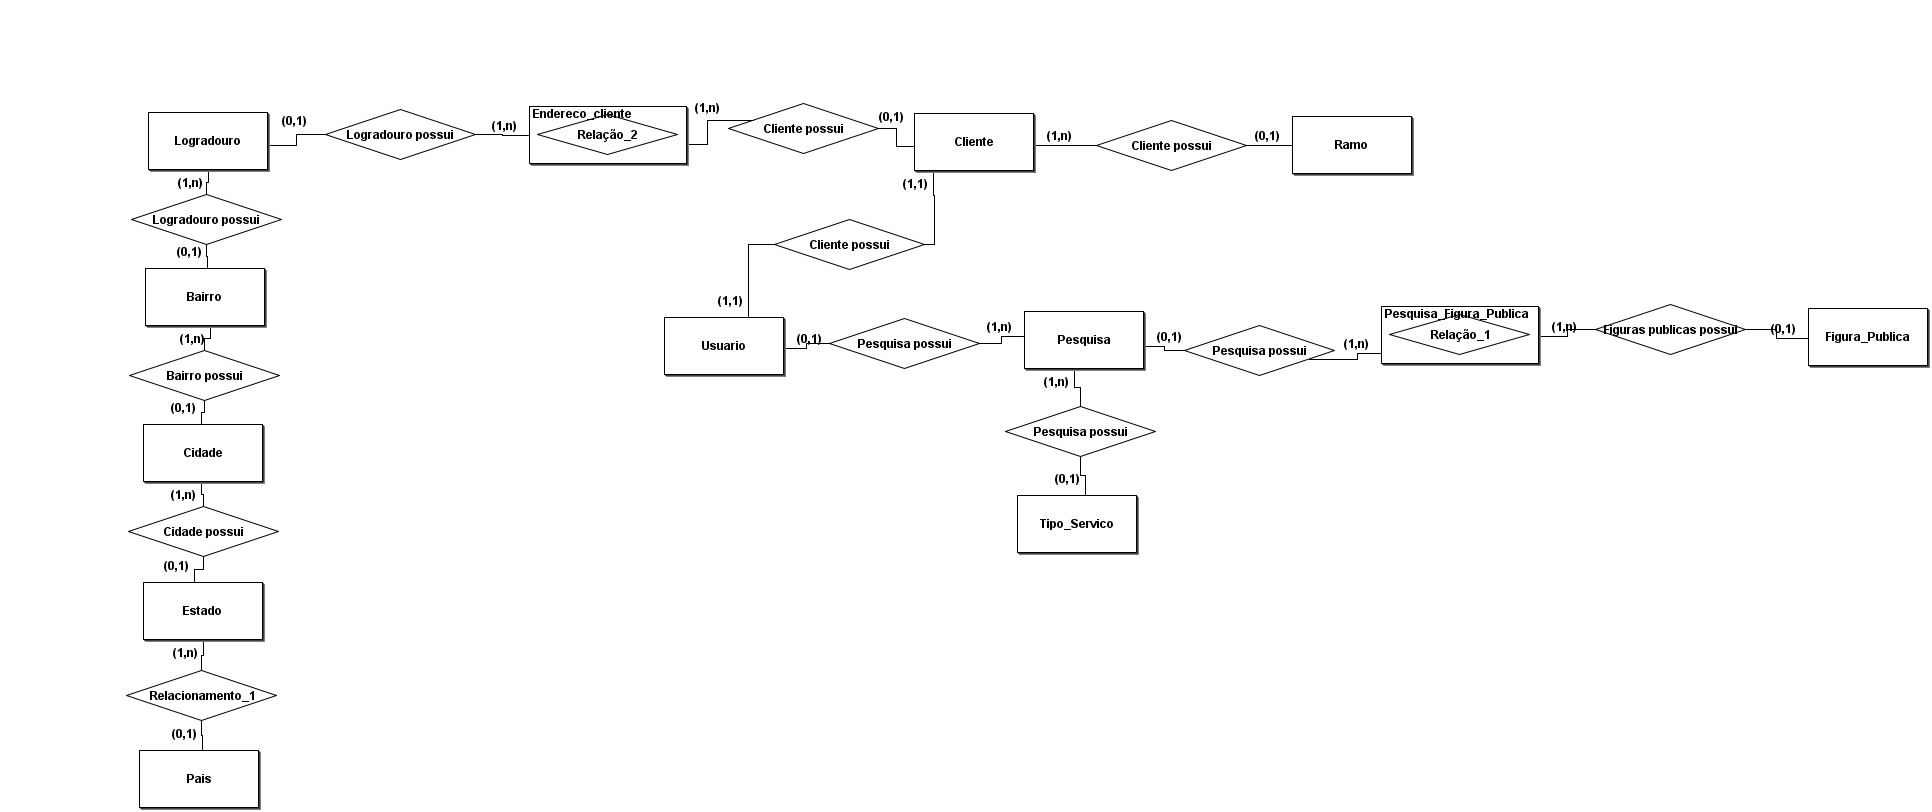 Logradouro
(0,1)
Logradouro possui
(1,n)
Endereco_cliente
Relação_2
(1,n)
Cliente possui
(0,1)
Cliente
(1,n)
Cliente possui
(0,1)
Ramo
(1,n)
Logradouro possui
(0,1)
Bairro
(1,n)
Bairro possui
(0,1)
Cidade
(1,n)
Cidade possui
(0,1)
Estado
(1,n)
Relacionamento_1
(0,1)
Pais
(1,1)
Cliente possui
(1,1)
Usuario
(0,1)
Pesquisa possui
(1,n)
Pesquisa
(0,1)
Pesquisa possui
(1,n)
Pesquisa_Figura_Publica
Relação_1
(1,n)
Figuras publicas possui
(0,1)
Figura_Publica
(1,n)
Pesquisa possui
(0,1)
Tipo_Servico